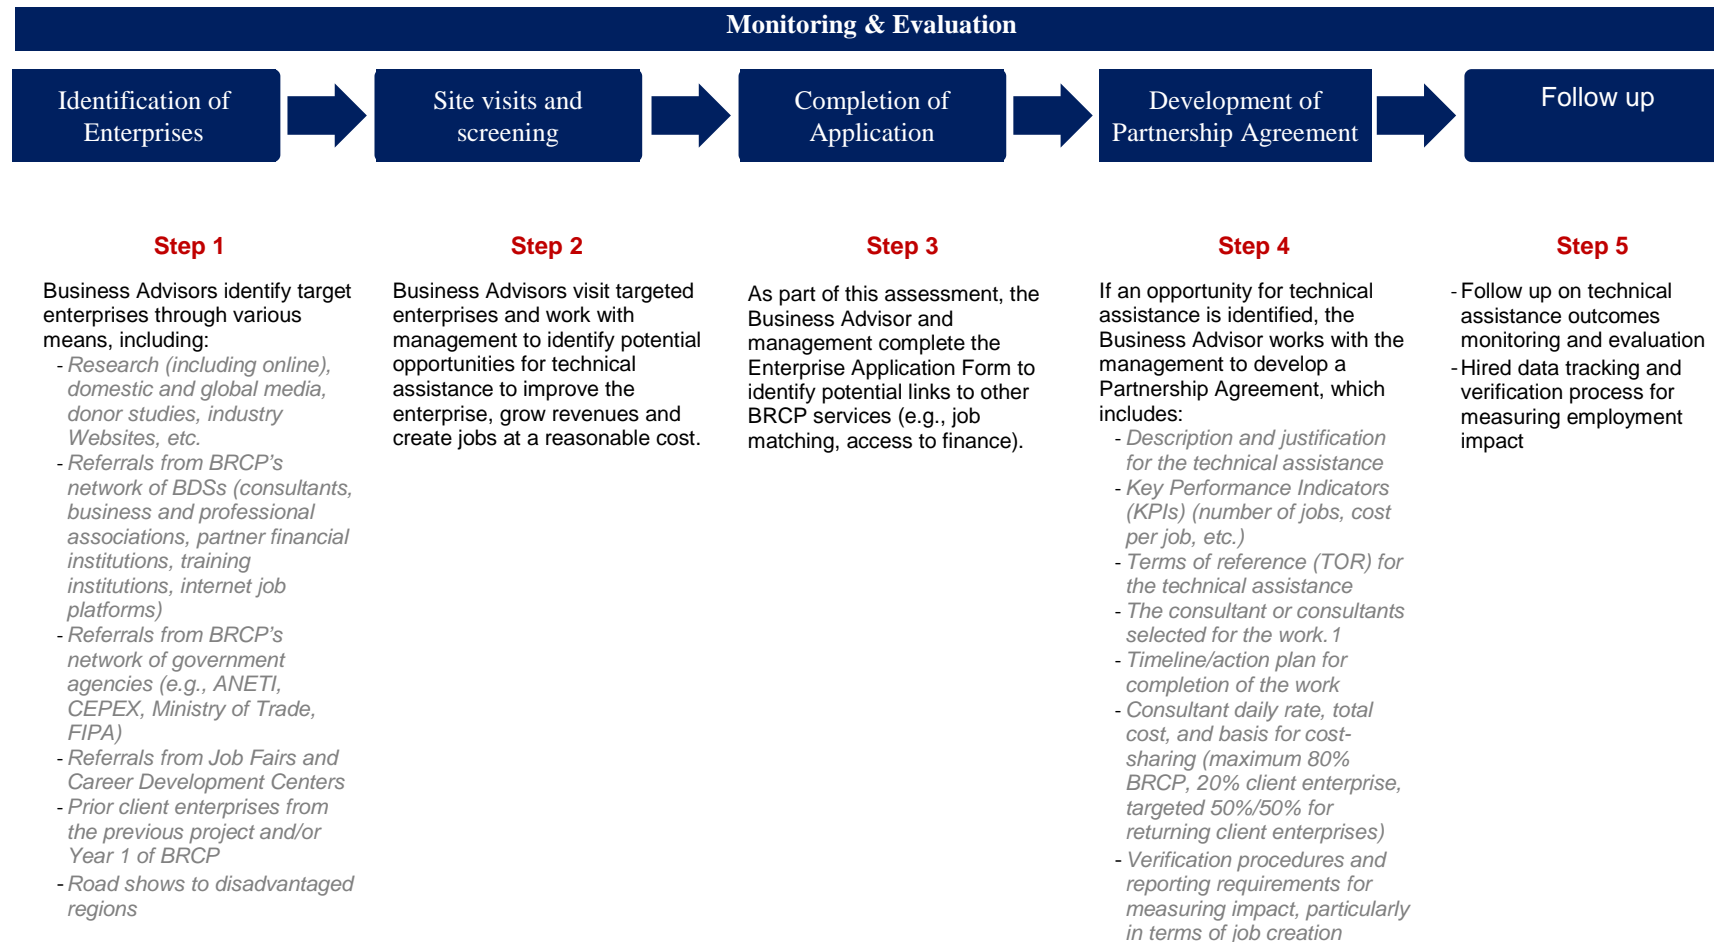 Monitoring & Evaluation
Identification of
Enterprises
Site visits and
screening
Completion of
Application
Development of
Partnership Agreement
Follow up
Step 1
Business Advisors identify target
enterprises through various
means, including:
- Research (including online),
domestic and global media,
donor studies, industry
Websites, etc.
- Referrals from BRCP’s
network of BDSs (consultants,
business and professional
associations, partner financial
institutions, training
institutions, internet job
platforms)
- Referrals from BRCP’s
network of government
agencies (e.g., ANETI,
CEPEX, Ministry of Trade,
FIPA)
- Referrals from Job Fairs and
Career Development Centers
- Prior client enterprises from
the previous project and/or
Year 1 of BRCP
- Road shows to disadvantaged
regions
Step 2
Business Advisors visit targeted
enterprises and work with
management to identify potential
opportunities for technical
assistance to improve the
enterprise, grow revenues and
create jobs at a reasonable cost.
Step 3
As part of this assessment, the
Business Advisor and
management complete the
Enterprise Application Form to
identify potential links to other
BRCP services (e.g., job
matching, access to finance).
Step 4
If an opportunity for technical
assistance is identified, the
Business Advisor works with the
management to develop a
Partnership Agreement, which
includes:
- Description and justification
for the technical assistance
- Key Performance Indicators
(KPIs) (number of jobs, cost
per job, etc.)
- Terms of reference (TOR) for
the technical assistance
- The consultant or consultants
selected for the work.1
- Timeline/action plan for
completion of the work
- Consultant daily rate, total
cost, and basis for cost-
sharing (maximum 80%
BRCP, 20% client enterprise,
targeted 50%/50% for
returning client enterprises)
- Verification procedures and
reporting requirements for
measuring impact, particularly
in terms of job creation
Step 5
- Follow up on technical
assistance outcomes
monitoring and evaluation
- Hired data tracking and
verification process for
measuring employment
impact